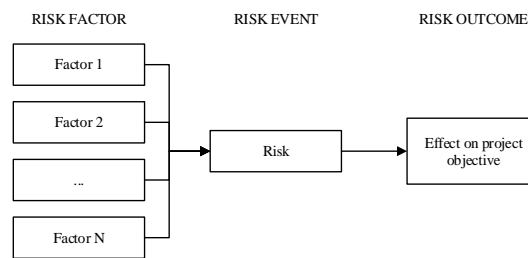 RISK FACTOR
RISK EVENT
RISK OUTCOME
Factor 1
Factor 2
...
Factor N
Risk
Effect on project
objective